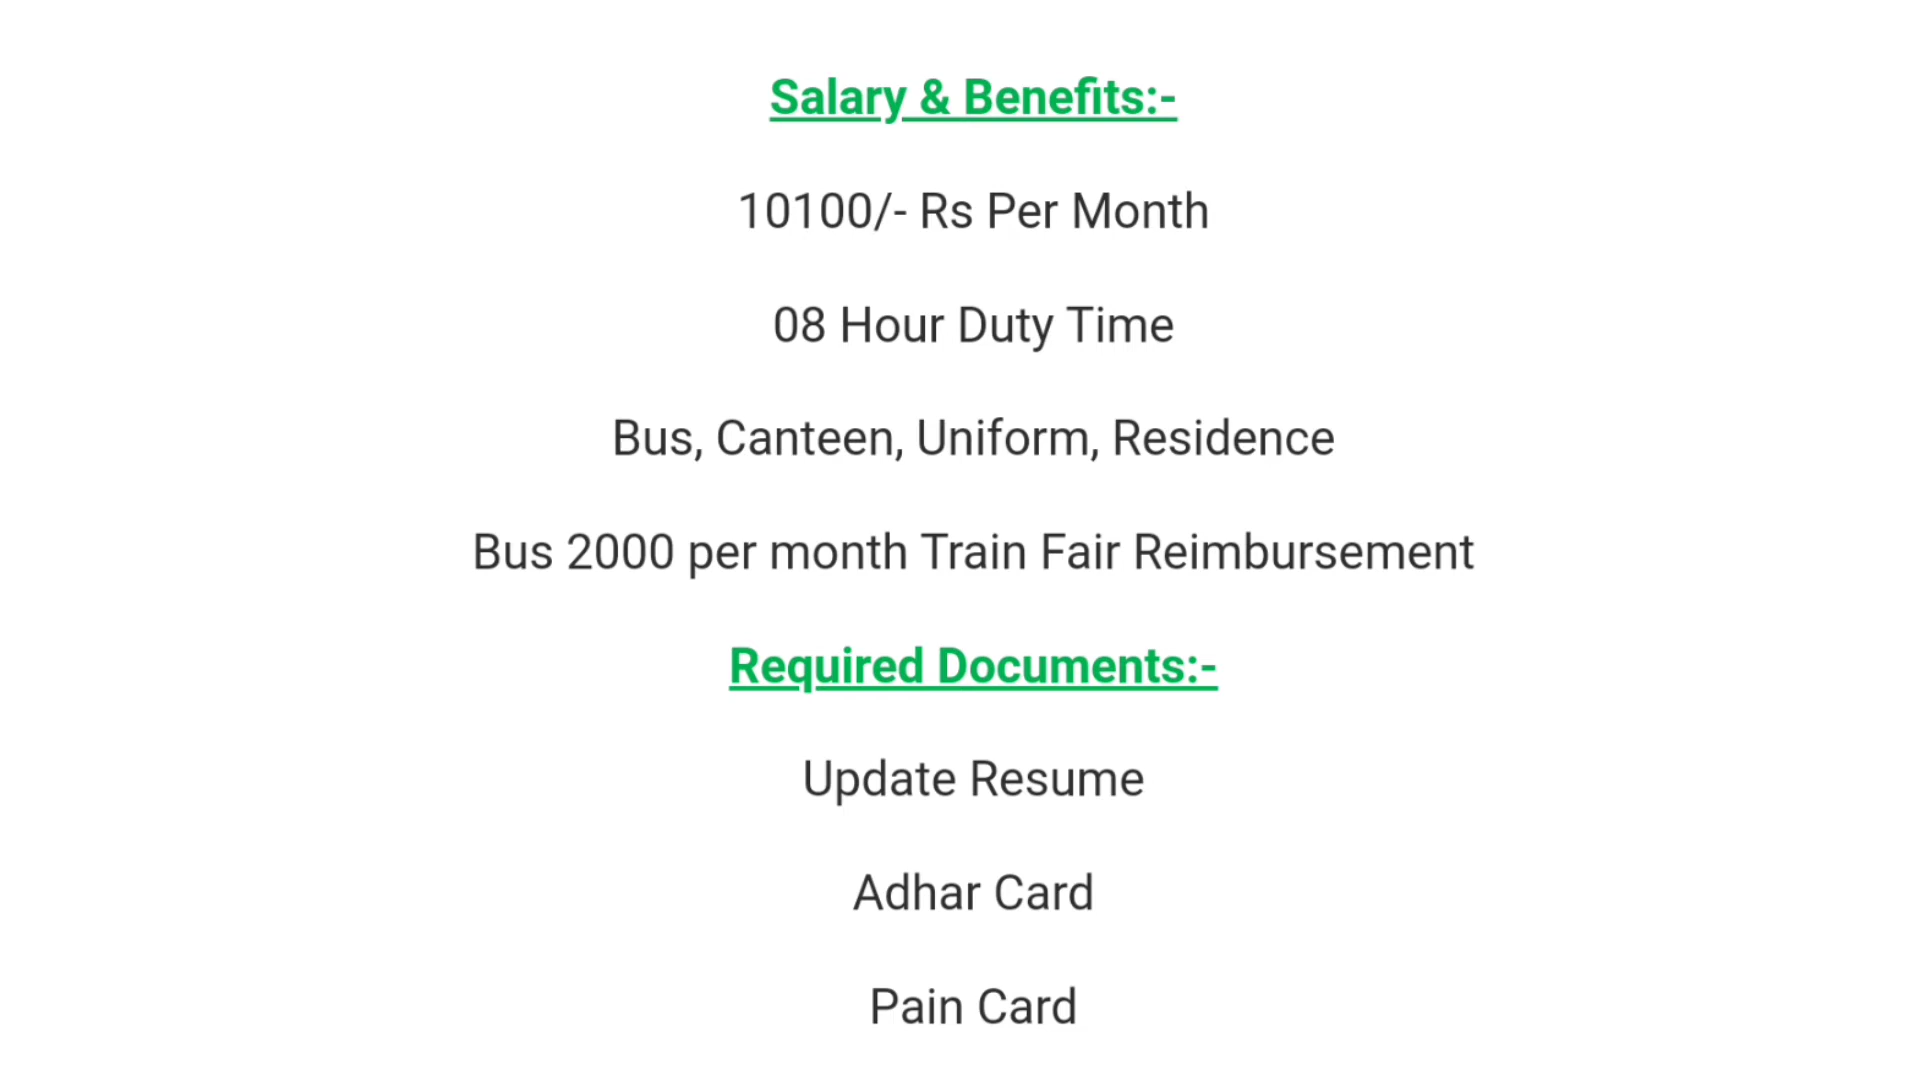 Salary & Benefits:-
10100/- Rs Per Month
08 Hour Duty Time
Bus, Canteen, Uniform, Residence
Bus 2000 per month Train Fair Reimbursement
Required Documents:-
Update Resume
Adhar Card
Pain Card